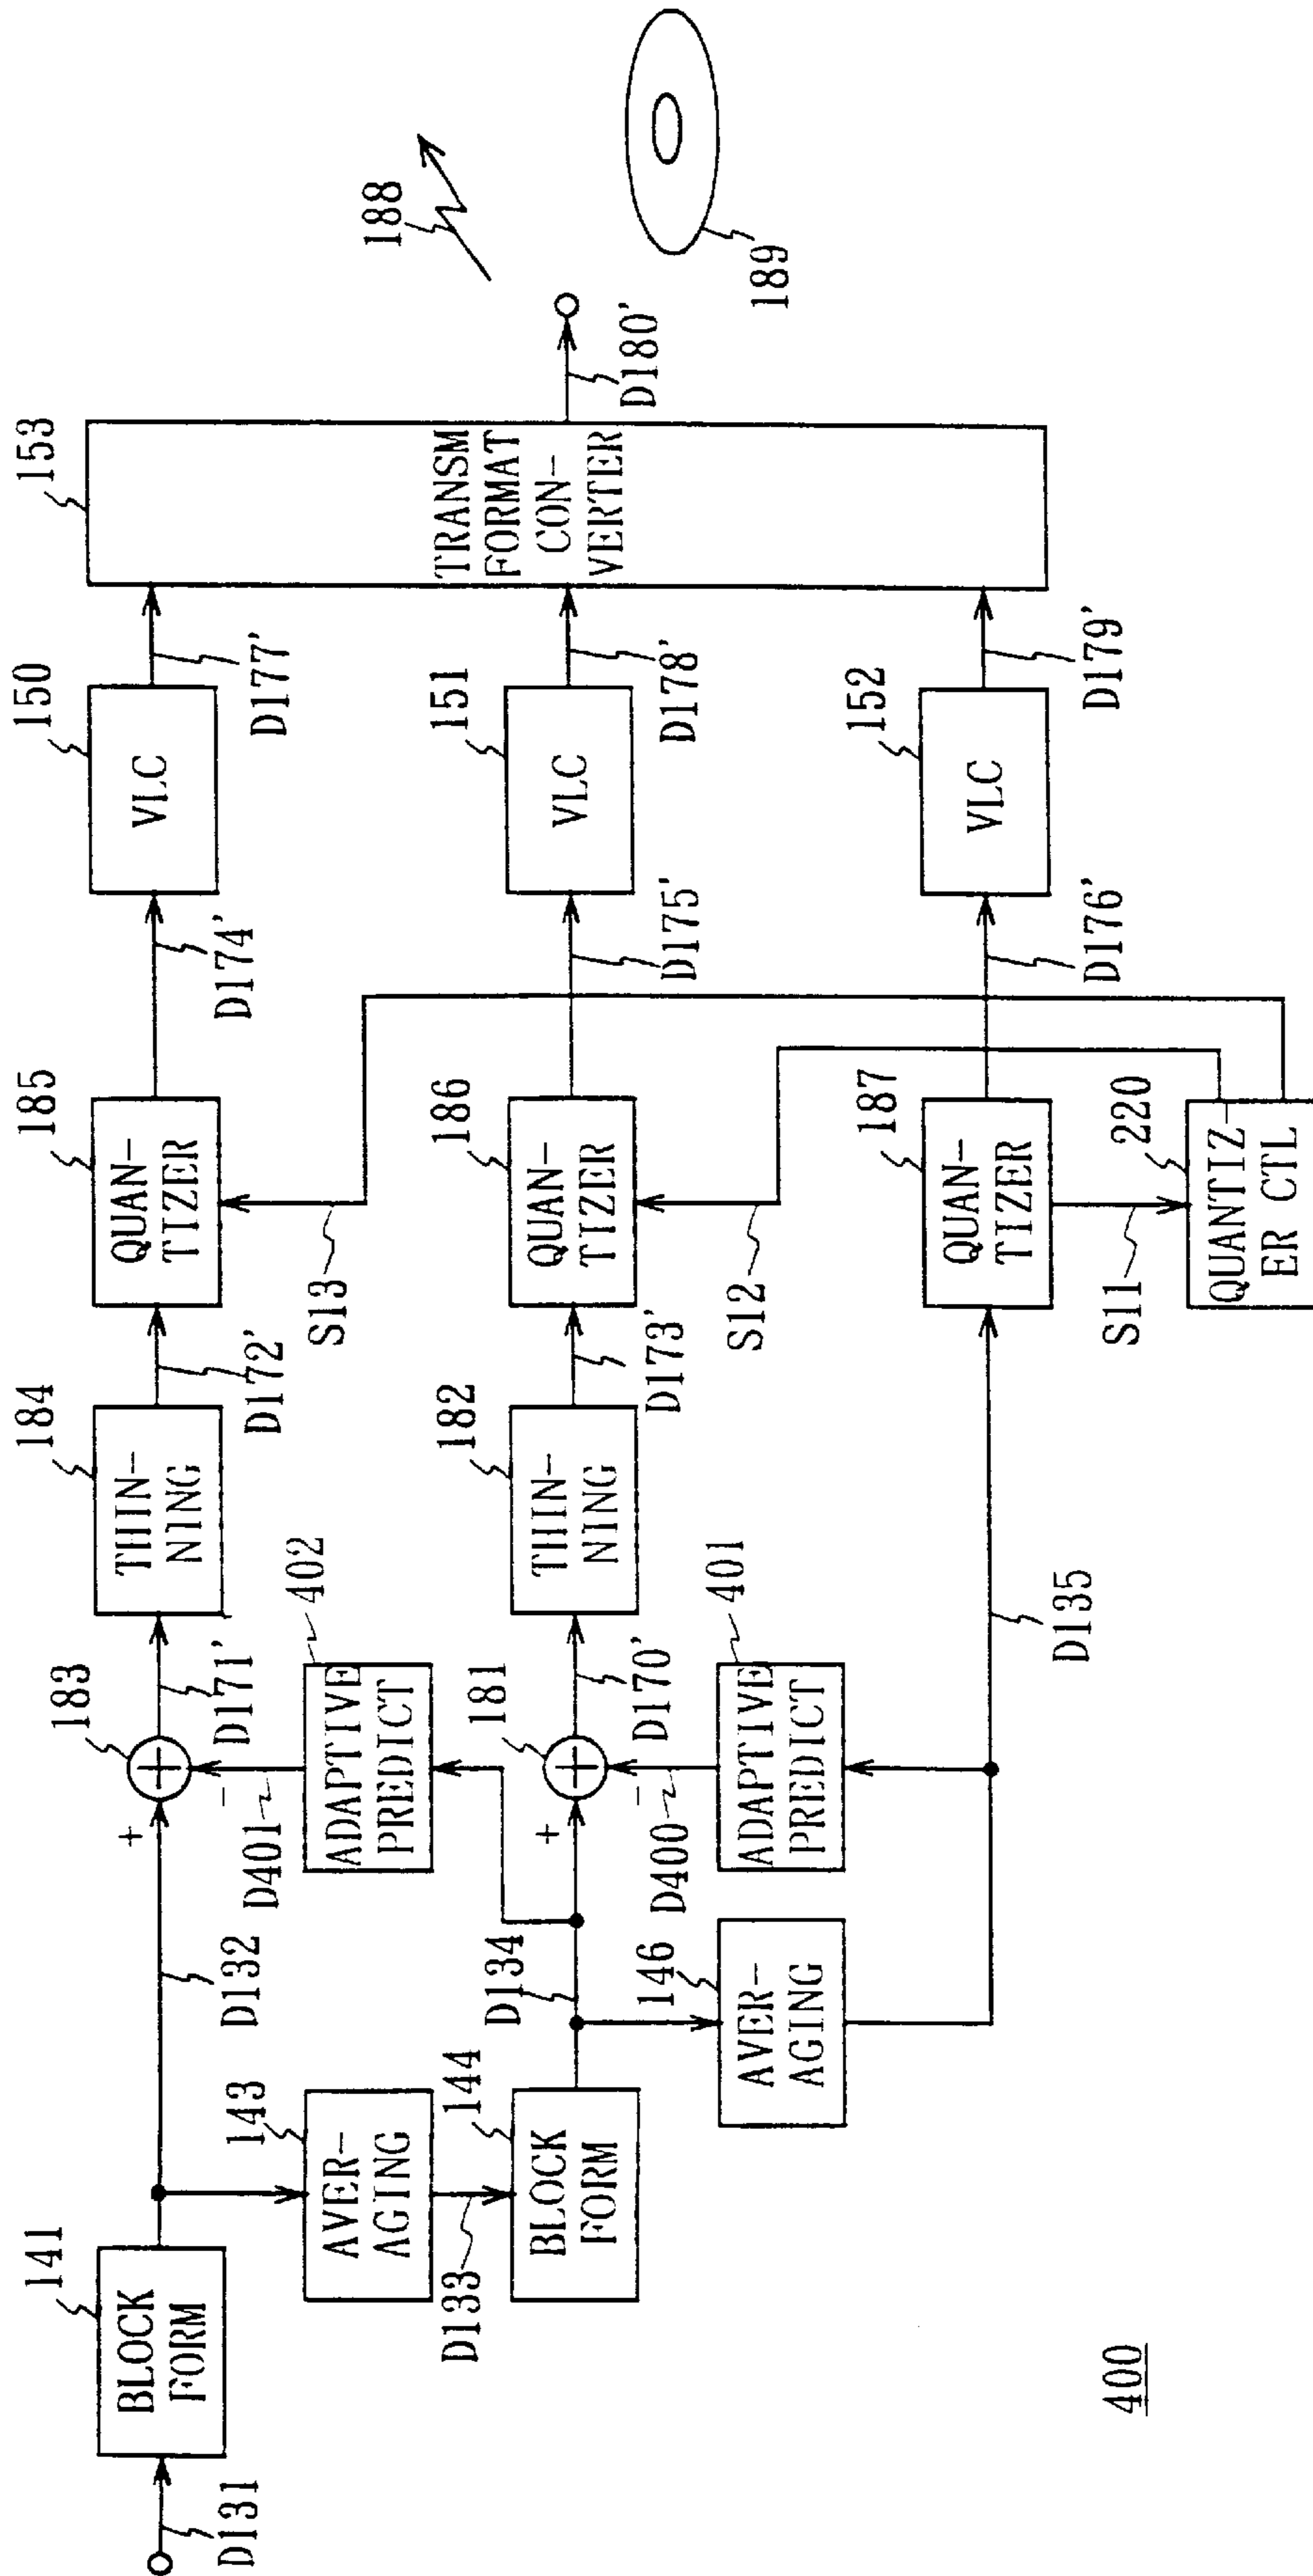 D131
141
BLOCK
FORM
D132
143
AVER-
AGING
D133
144
BLOCK
FORM
D134
146
AVER-
AGING
D135
+
-
183
D171'
D401
402
ADAPTIVE
PREDICT
+
-
181
D170'
D400
401
ADAPTIVE
PREDICT
184
THIN-
NING
D172'
182
THIN-
NING
D173'
185
QUAN-
TIZER
S13
D174'
186
QUAN-
TIZER
S12
D175'
187
QUAN-
TIZER
S11
D176'
220
QUANTIZ-
ER CTL
150
VLC
D177'
151
VLC
D178'
152
VLC
D179'
153
TRANSM
FORMAT
CON-
VERTER
D180'
188
189
400